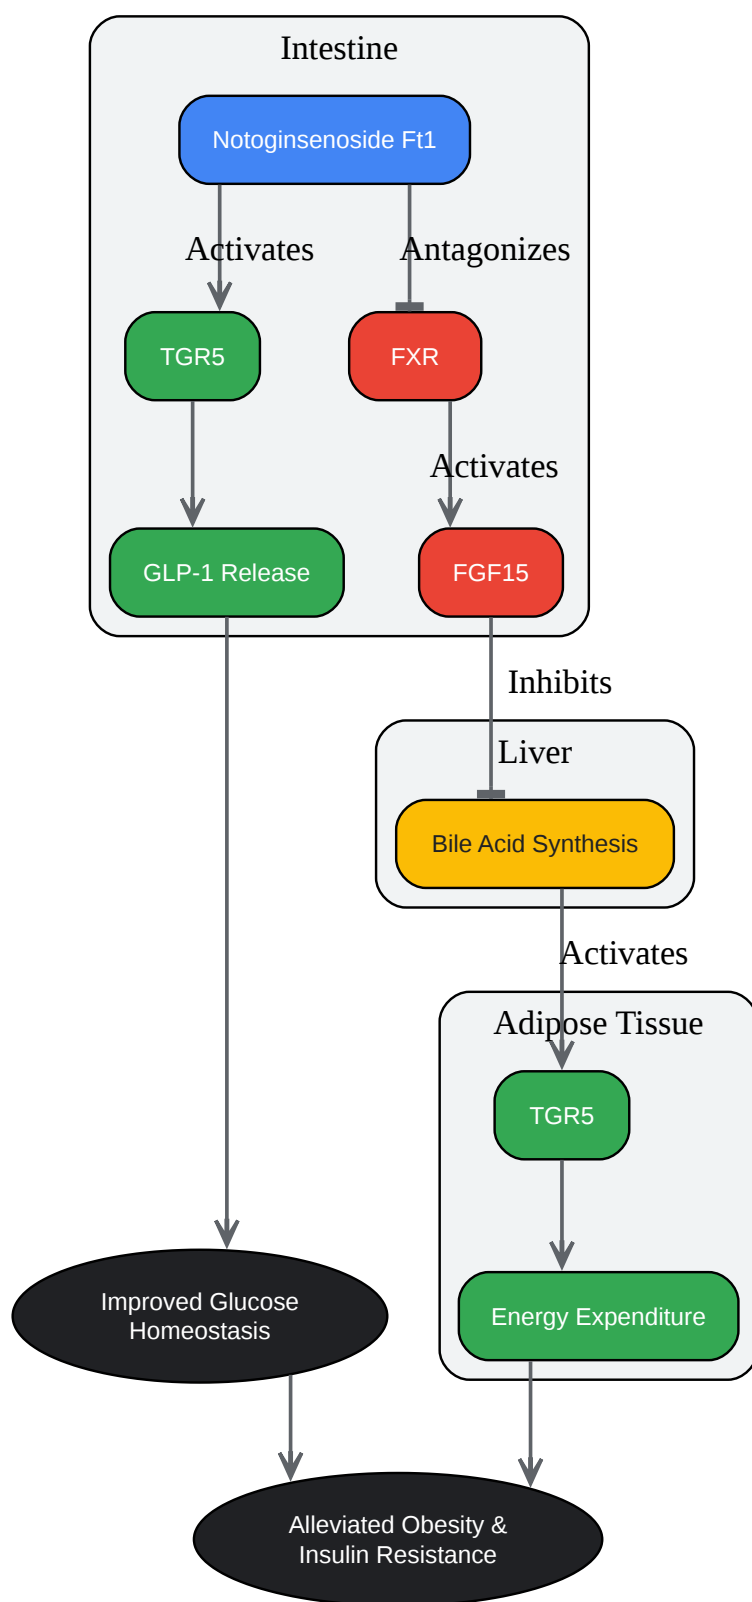 Intestine
Notoginsenoside Ft1
Activates
Antagonizes
TGR5
FXR
Activates
GLP-1 Release
FGF15
Inhibits
Liver
Bile Acid Synthesis
Activates
Adipose Tissue
TGR5
Improved Glucose
Homeostasis
Energy Expenditure
Alleviated Obesity &
Insulin Resistance